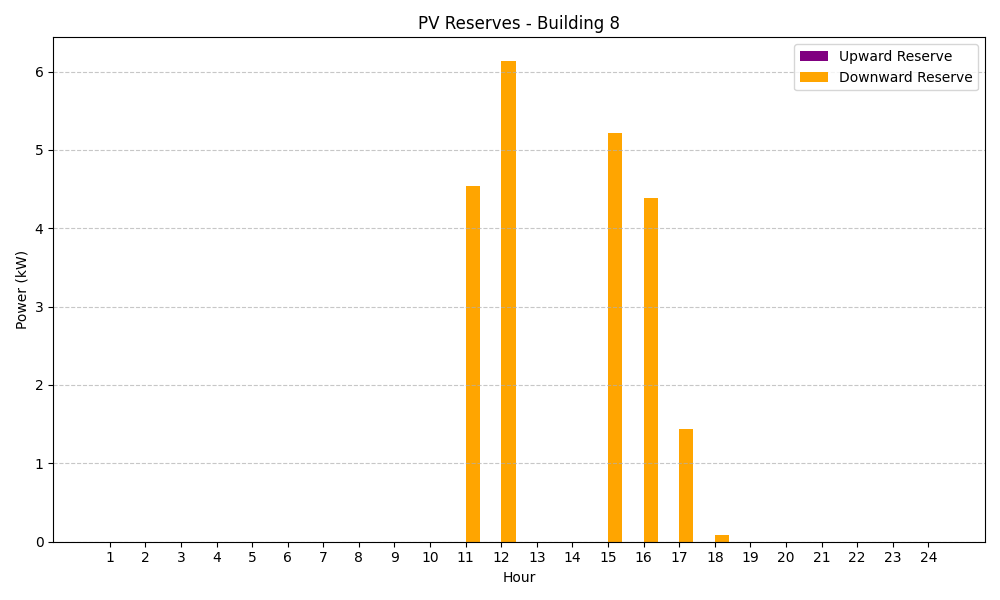 PV Reserves - Building 8
Upward Reserve
Downward Reserve
Power (kW)
6
5
4
3
2
1
0
1 2 3 4 5 6 7 8 9 10 11 12 13 14 15 16 17 18 19 20 21 22 23 24
Hour